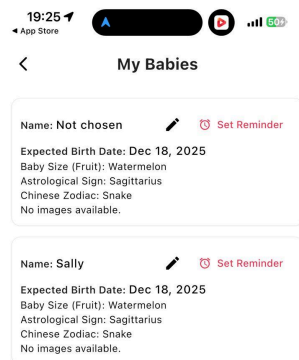 19:25
50+
◀ App Store
My Babies
Name: Not chosen
Set Reminder
Expected Birth Date: Dec 18, 2025
Baby Size (Fruit): Watermelon
Astrological Sign: Sagittarius
Chinese Zodiac: Snake
No images available.
Name: Sally
Set Reminder
Expected Birth Date: Dec 18, 2025
Baby Size (Fruit): Watermelon
Astrological Sign: Sagittarius
Chinese Zodiac: Snake
No images available.